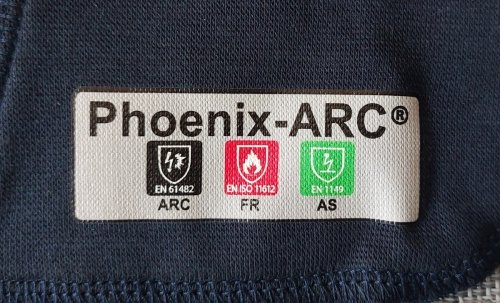 Phoenix-ARC®
EN 61482 EN ISO 11612 EN 1149
ARC FR AS